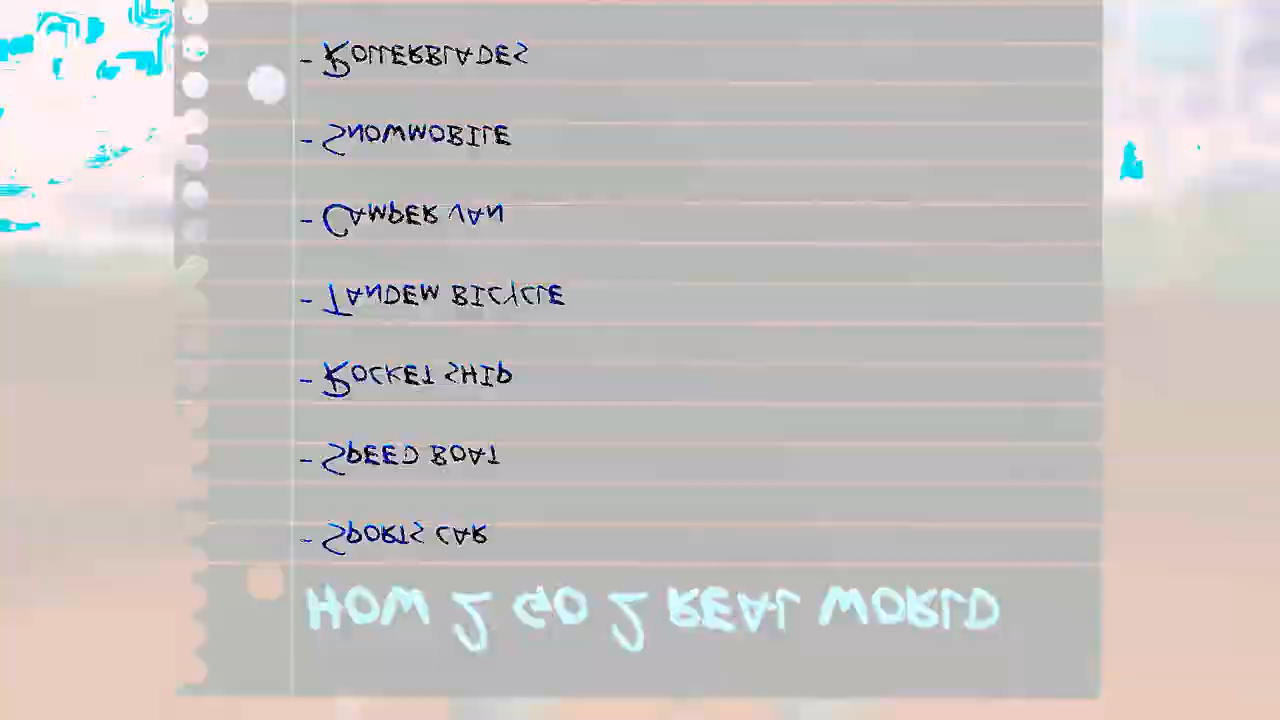 HOW 2 GO 2 REAL WORLD
- SPORTS CAR
- SPEED BOAT
- ROCKET SHIP
- TANDEM BICYCLE
- CAMPER VAN
- SNOWMOBILE
- ROLLERBLADES